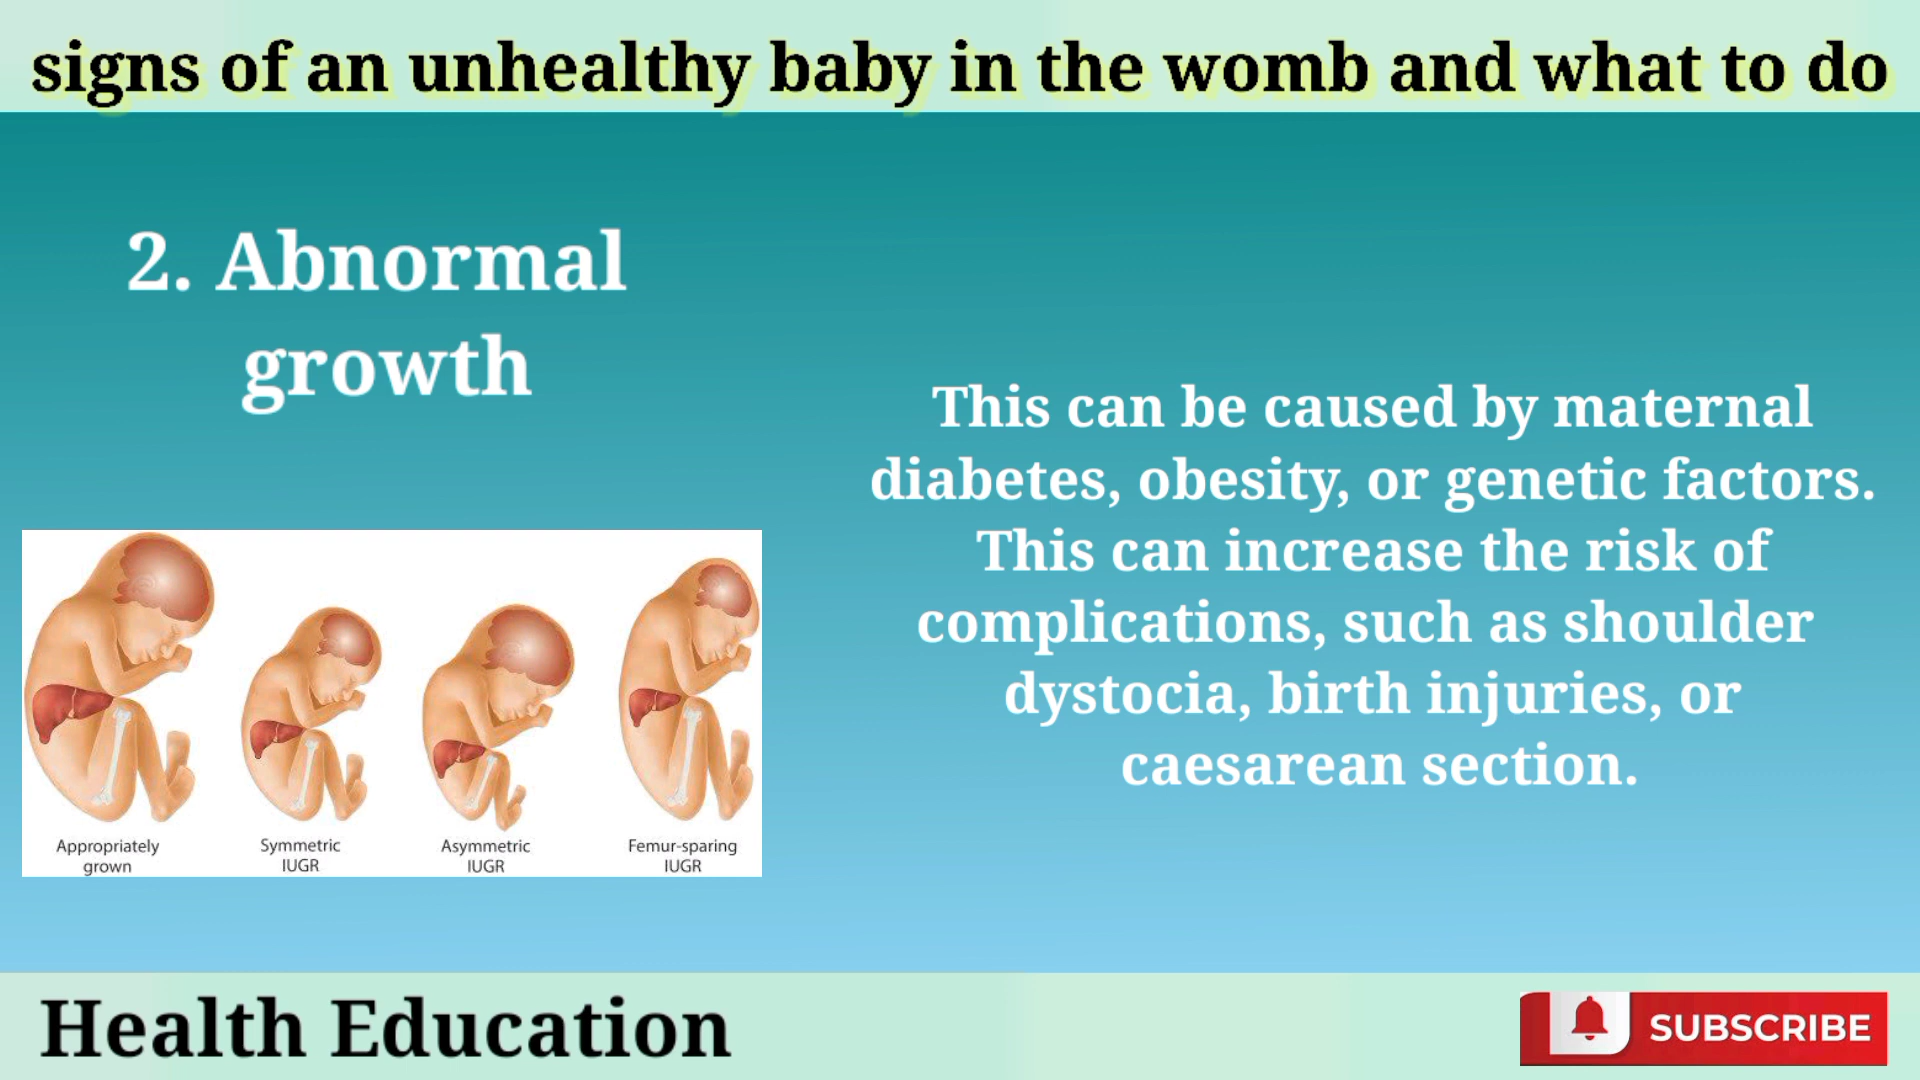 signs of an unhealthy baby in the womb and what to do
2. Abnormal
growth
This can be caused by maternal
diabetes, obesity, or genetic factors.
This can increase the risk of
complications, such as shoulder
dystocia, birth injuries, or
caesarean section.
Appropriately
grown
Symmetric
IUGR
Asymmetric
IUGR
Femur-sparing
IUGR
Health Education
SUBSCRIBE